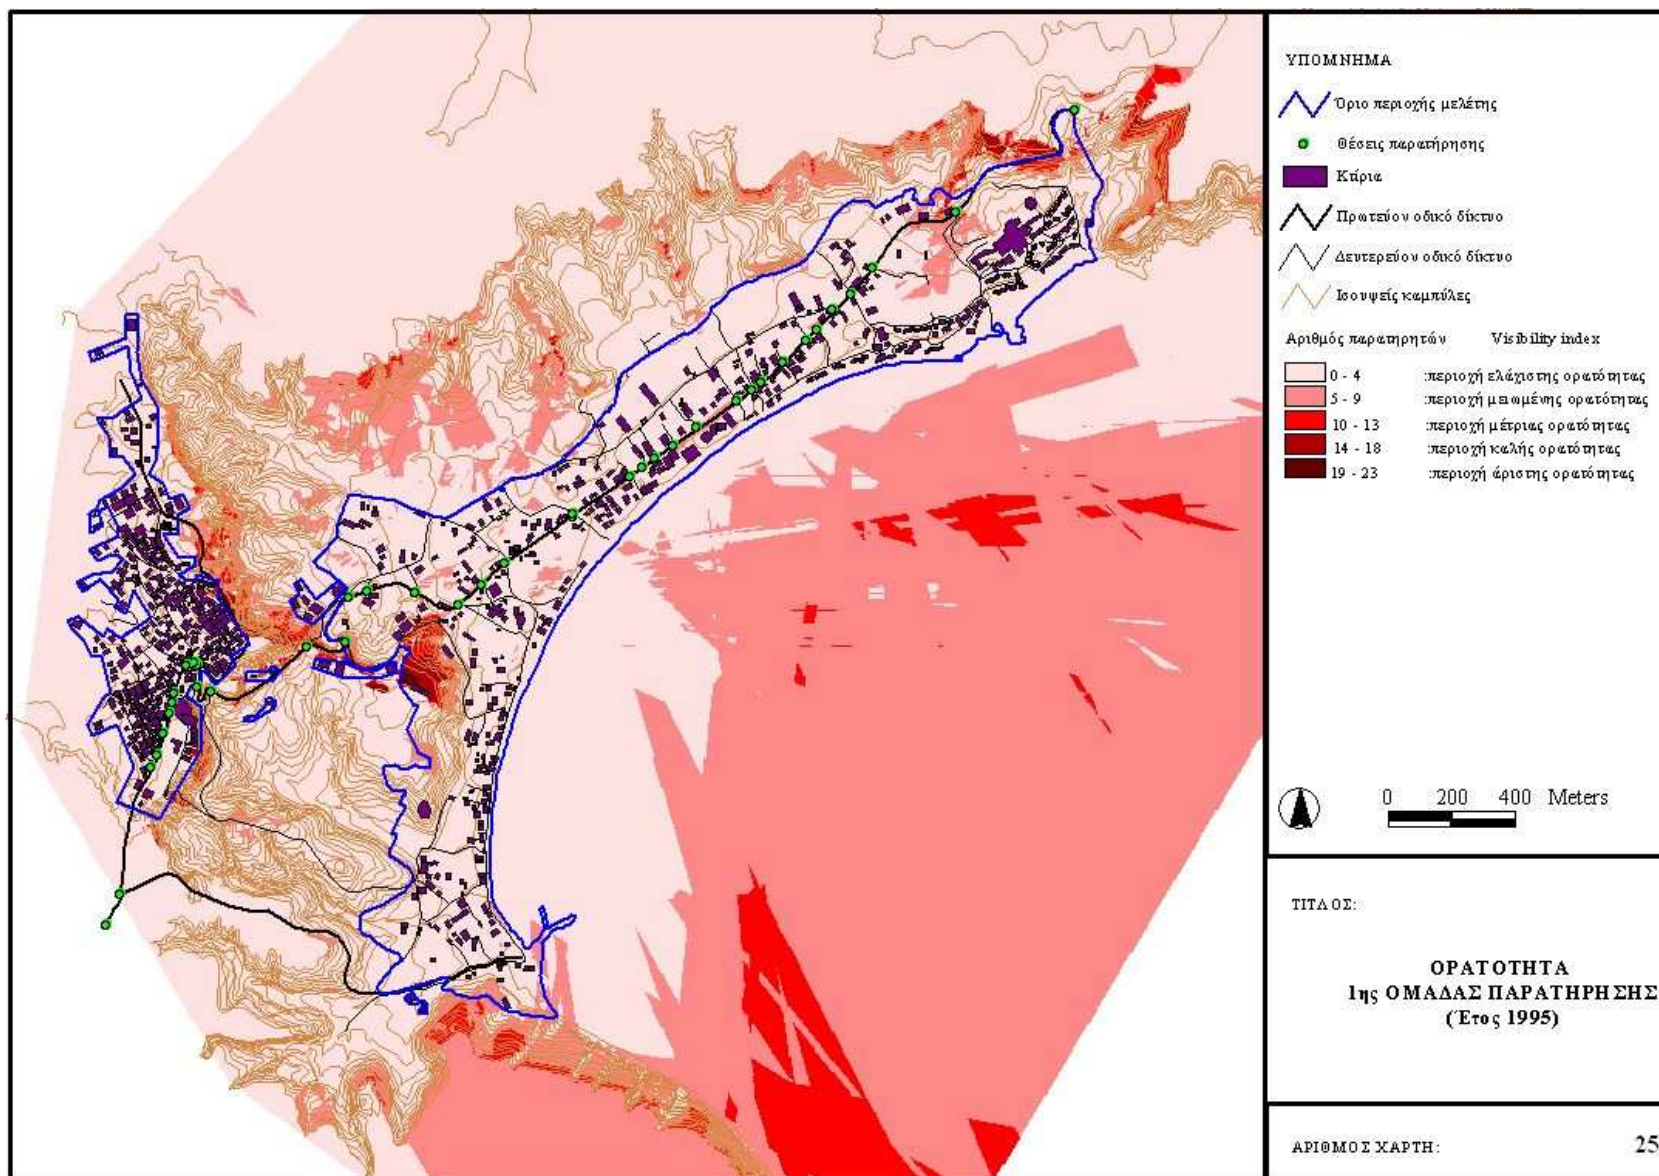 ΥΠΟΜΝΗΜΑ
Όριο περιοχής μελέτης
Θέσεις παρατήρησης
Κτίρια
Πρωτεύον οδικό δίκτυο
Δευτερεύον οδικό δίκτυο
Ισουψείς καμπύλες
Αριθμός παρατηρητών Visibility index
0 - 4 :περιοχή ελάχιστης ορατότητας
5 - 9 :περιοχή μειωμένης ορατότητας
10 - 13 :περιοχή μέτριας ορατότητας
14 - 18 :περιοχή καλής ορατότητας
19 - 23 :περιοχή άριστης ορατότητας
0 200 400 Meters
ΤΙΤΛΟΣ:
ΟΡΑΤΟΤΗΤΑ
1ης ΟΜΑΔΑΣ ΠΑΡΑΤΗΡΗΣΗΣ
(Έτος 1995)
ΑΡΙΘΜΟΣ ΧΑΡΤΗ: 25